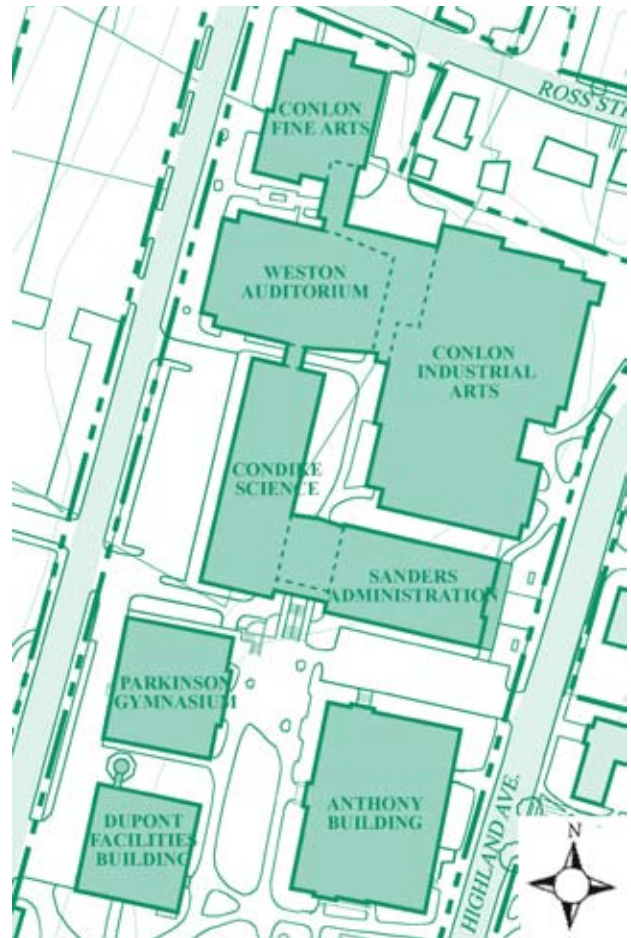 ROSS ST
CONLON
FINE ARTS
WESTON
AUDITORIUM
CONLON
INDUSTRIAL
ARTS
CONDIKE
SCIENCE
SANDERS
ADMINISTRATION
PARKINSON
GYMNASIUM
DUPONT
FACILITIES
BUILDING
ANTHONY
BUILDING
HIGHLAND AVE.
N